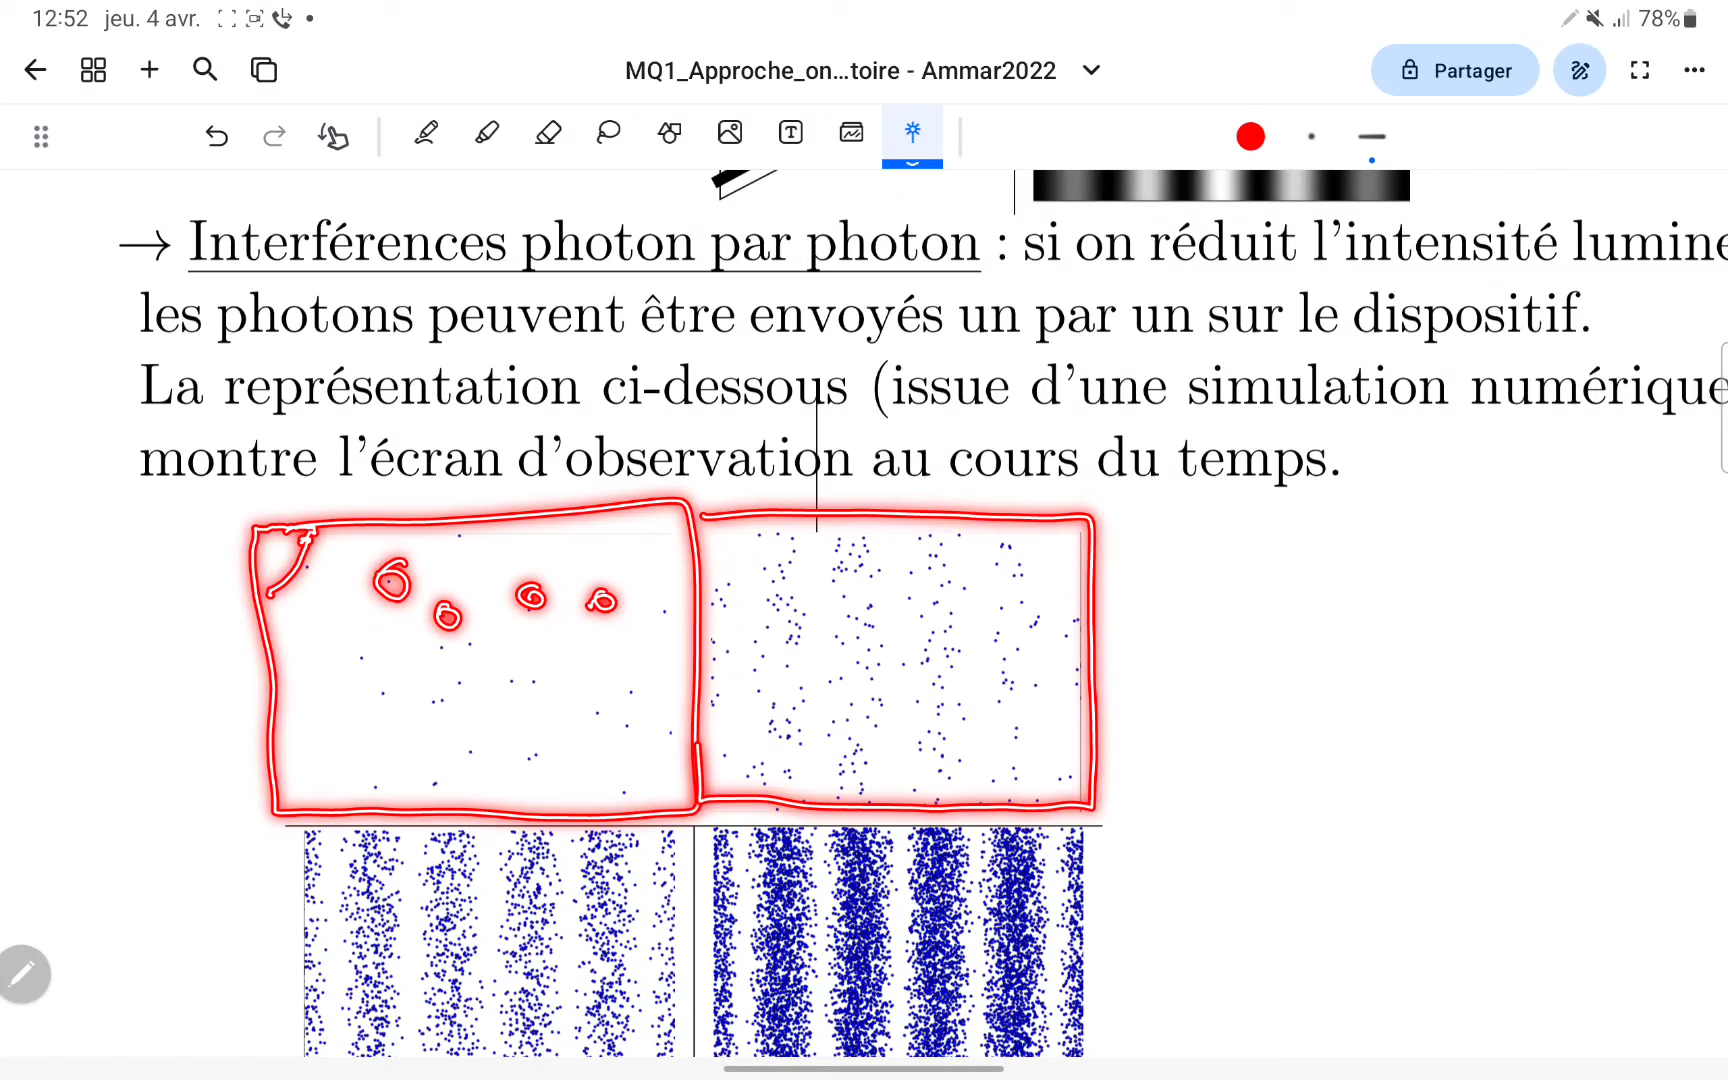 12:52 jeu. 4 avr.
78%
MQ1_Approche_on...toire - Ammar2022
Partager
→ Interférences photon par photon : si on réduit l'intensité lumine
les photons peuvent être envoyés un par un sur le dispositif.
La représentation ci-dessous (issue d'une simulation numérique
montre l'écran d'observation au cours du temps.